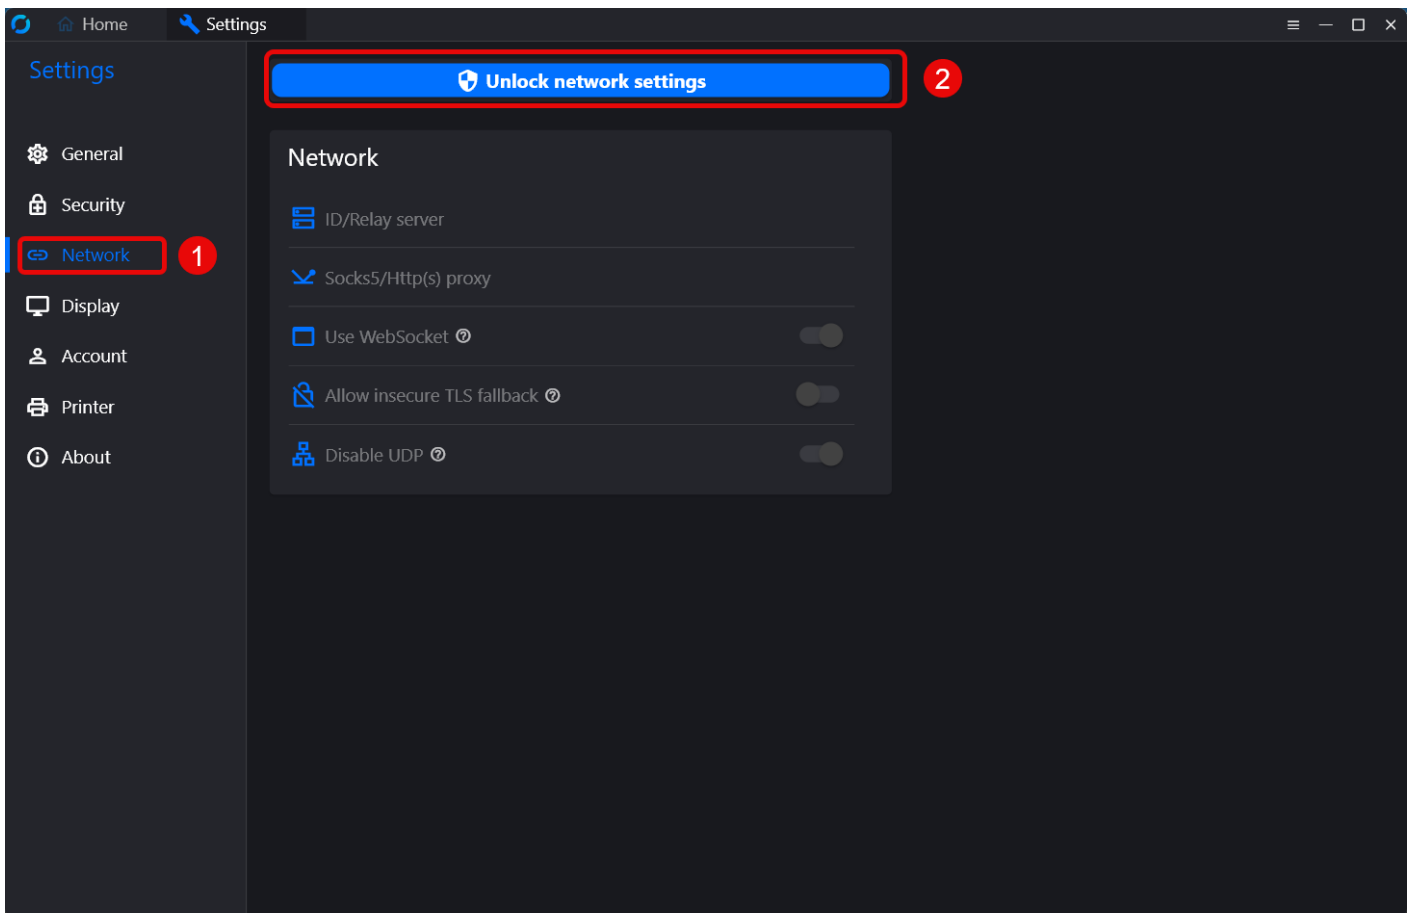 Home
Settings
Settings
Unlock network settings
2
General
Security
Network
1
Display
Account
Printer
About
Network
ID/Relay server
Socks5/Http(s) proxy
Use WebSocket
Allow insecure TLS fallback
Disable UDP